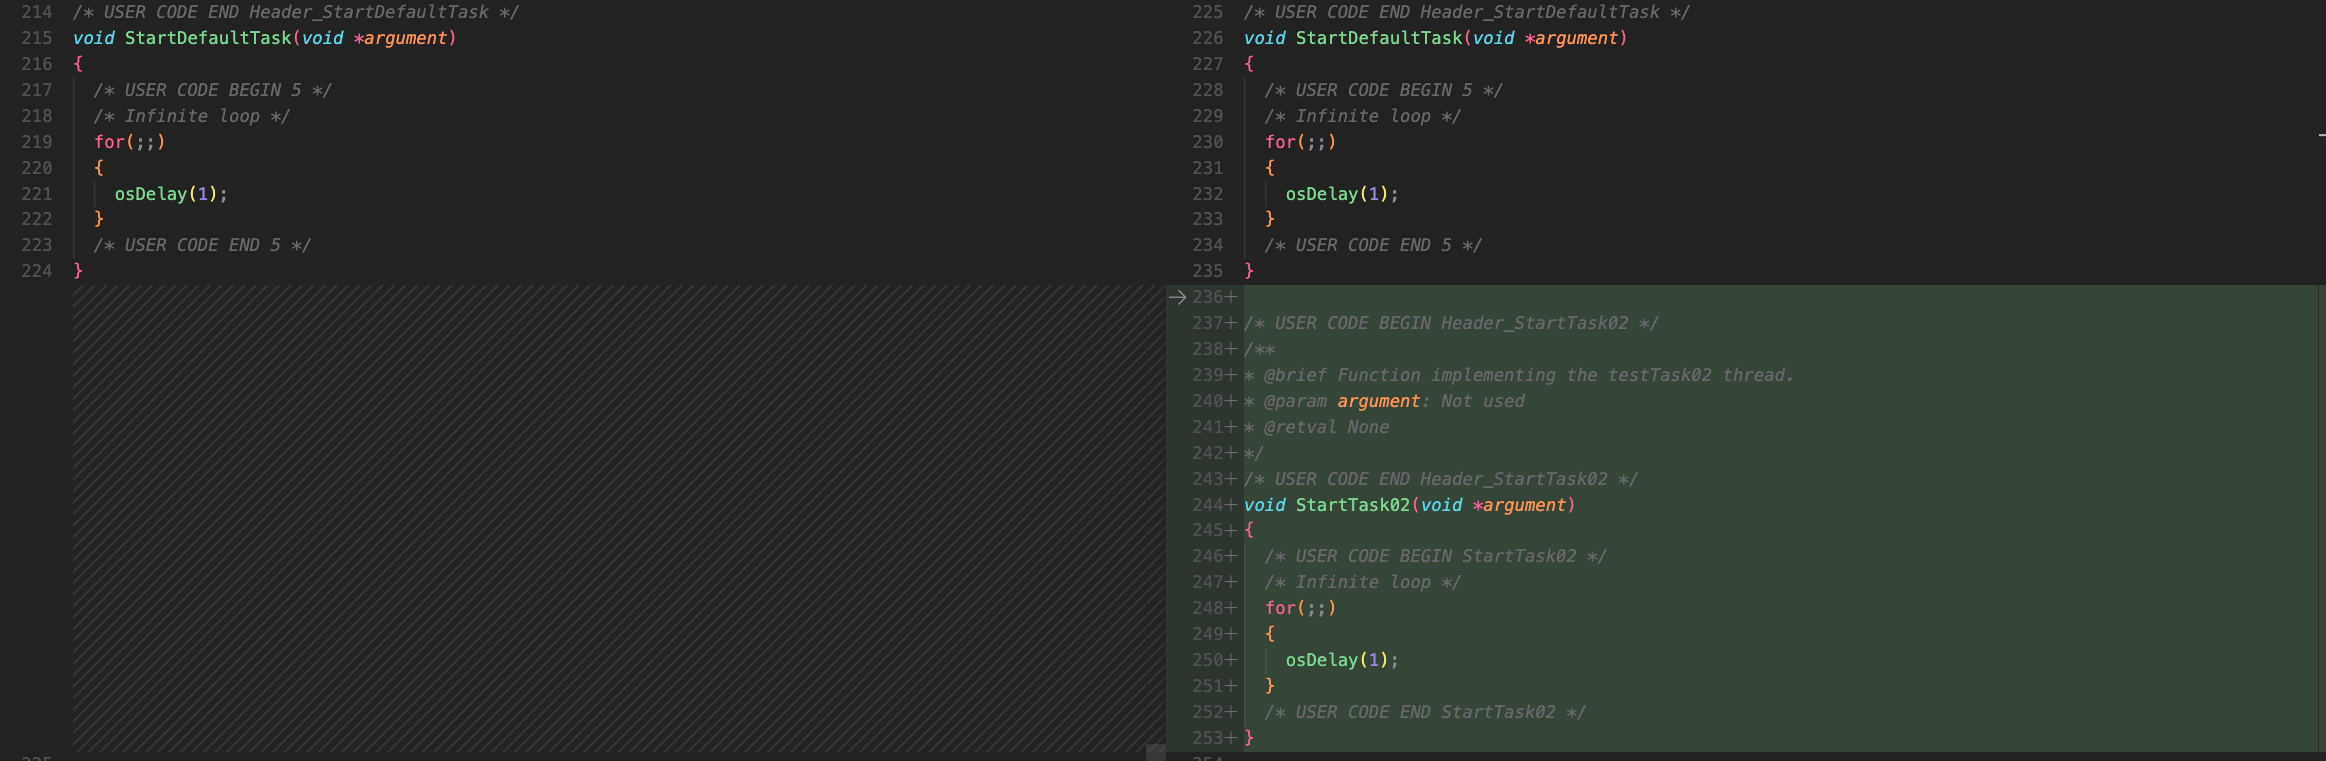 214 /* USER CODE END Header_StartDefaultTask */
215 void StartDefaultTask(void *argument)
216 {
217 /* USER CODE BEGIN 5 */
218 /* Infinite loop */
219 for(;;)
220 {
221 osDelay(1);
222 }
223 /* USER CODE END 5 */
224 }
225 /* USER CODE END Header_StartDefaultTask */
226 void StartDefaultTask(void *argument)
227 {
228 /* USER CODE BEGIN 5 */
229 /* Infinite loop */
230 for(;;)
231 {
232 osDelay(1);
233 }
234 /* USER CODE END 5 */
235 }
→ 236+
237+ /* USER CODE BEGIN Header_StartTask02 */
238+ /**
239+ * @brief Function implementing the testTask02 thread.
240+ * @param argument: Not used
241+ * @retval None
242+ */
243+ /* USER CODE END Header_StartTask02 */
244+ void StartTask02(void *argument)
245+ {
246+ /* USER CODE BEGIN StartTask02 */
247+ /* Infinite loop */
248+ for(;;)
249+ {
250+ osDelay(1);
251+ }
252+ /* USER CODE END StartTask02 */
253+ }